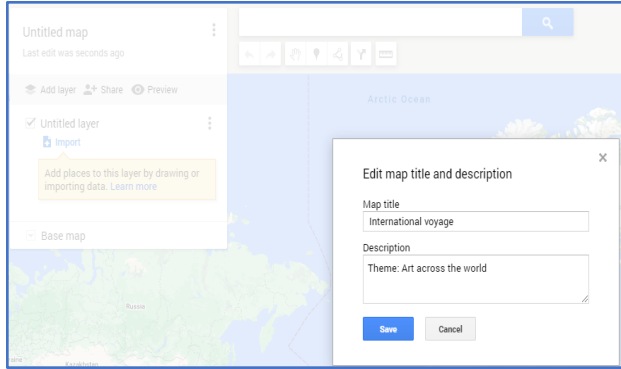 Untitled map
Last edit was seconds ago
Add layer Share Preview
Untitled layer
Import
Add places to this layer by drawing or
importing data. Learn more
Base map
Arctic Ocean
Russia
Kazakhstan
Edit map title and description
Map title
International voyage
Description
Theme: Art across the world
Save Cancel